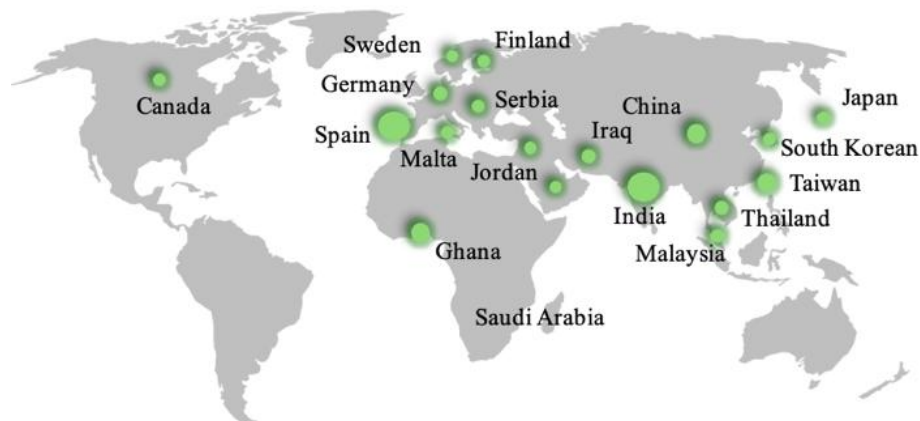 Sweden
Finland
Germany
Canada
Serbia
China
Japan
Spain
Iraq
Malta
South Korean
Jordan
Taiwan
India
Thailand
Ghana
Malaysia
Saudi Arabia